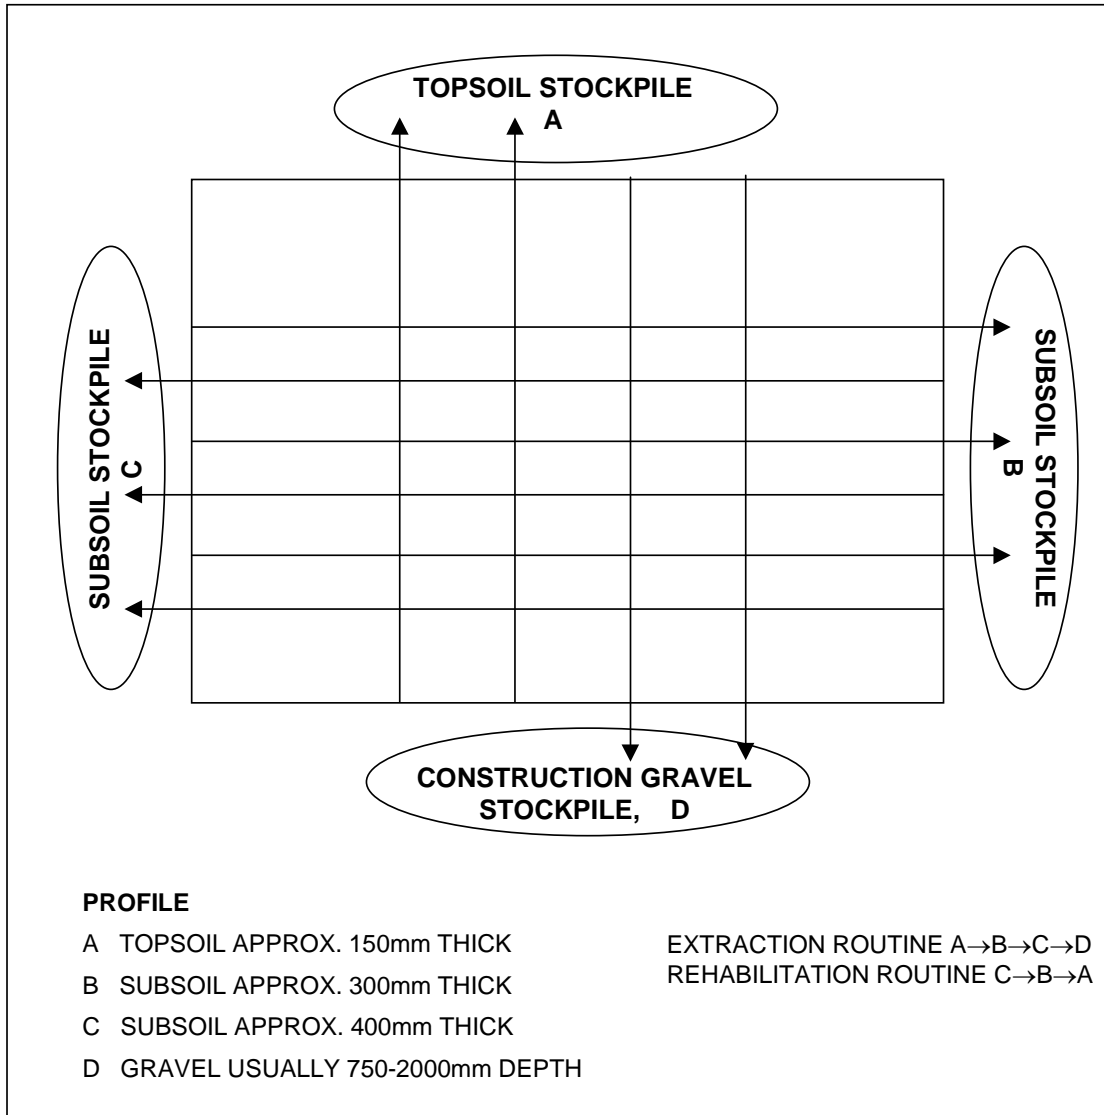 TOPSOIL STOCKPILE
A
SUBSOIL STOCKPILE
C
SUBSOIL STOCKPILE
B
CONSTRUCTION GRAVEL
STOCKPILE, D
PROFILE
A TOPSOIL APPROX. 150mm THICK
B SUBSOIL APPROX. 300mm THICK
C SUBSOIL APPROX. 400mm THICK
D GRAVEL USUALLY 750-2000mm DEPTH
EXTRACTION ROUTINE A→B→C→D
REHABILITATION ROUTINE C→B→A